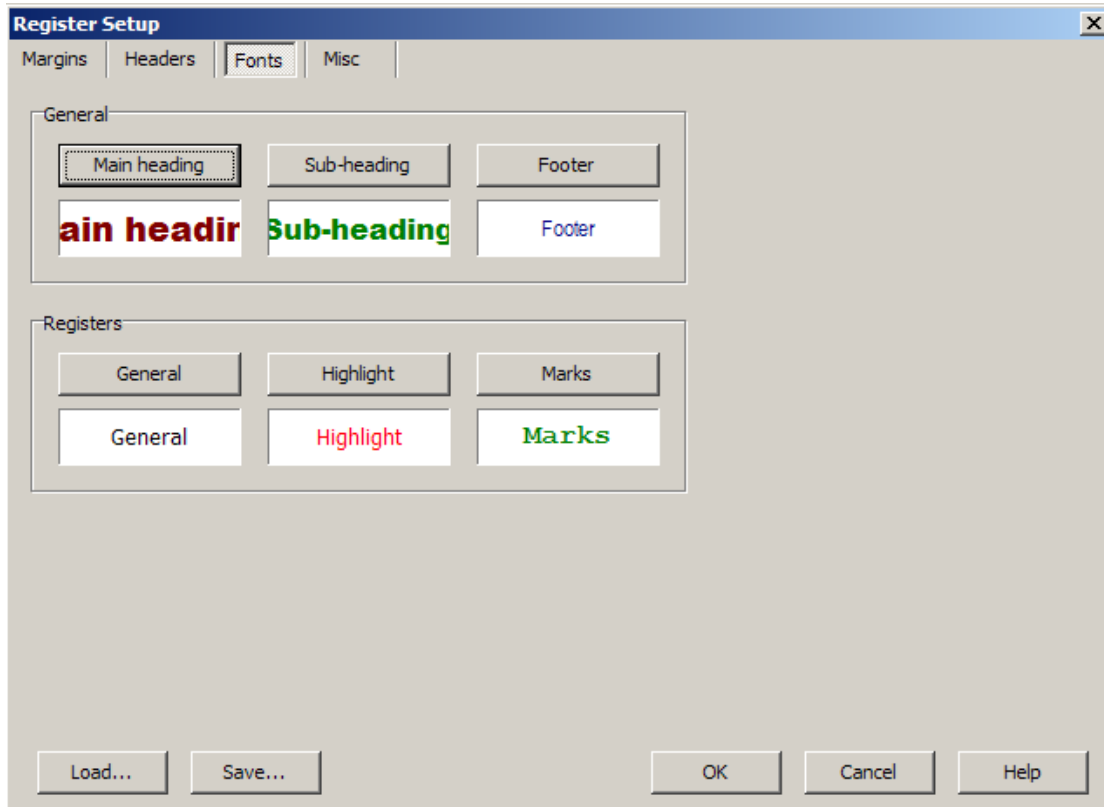 Register Setup
Margins Headers Fonts Misc
General
Main heading Sub-heading Footer
ain headin Sub-heading Footer
Registers
General Highlight Marks
General Highlight Marks
Load... Save... OK Cancel Help